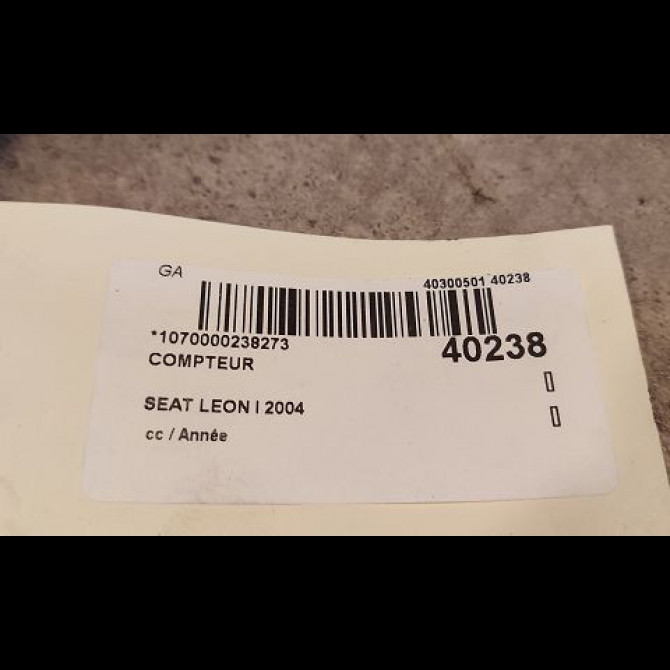 GA
40300501 40238
*1070000238273
40238
COMPTEUR
SEAT LEON I 2004
cc / Année